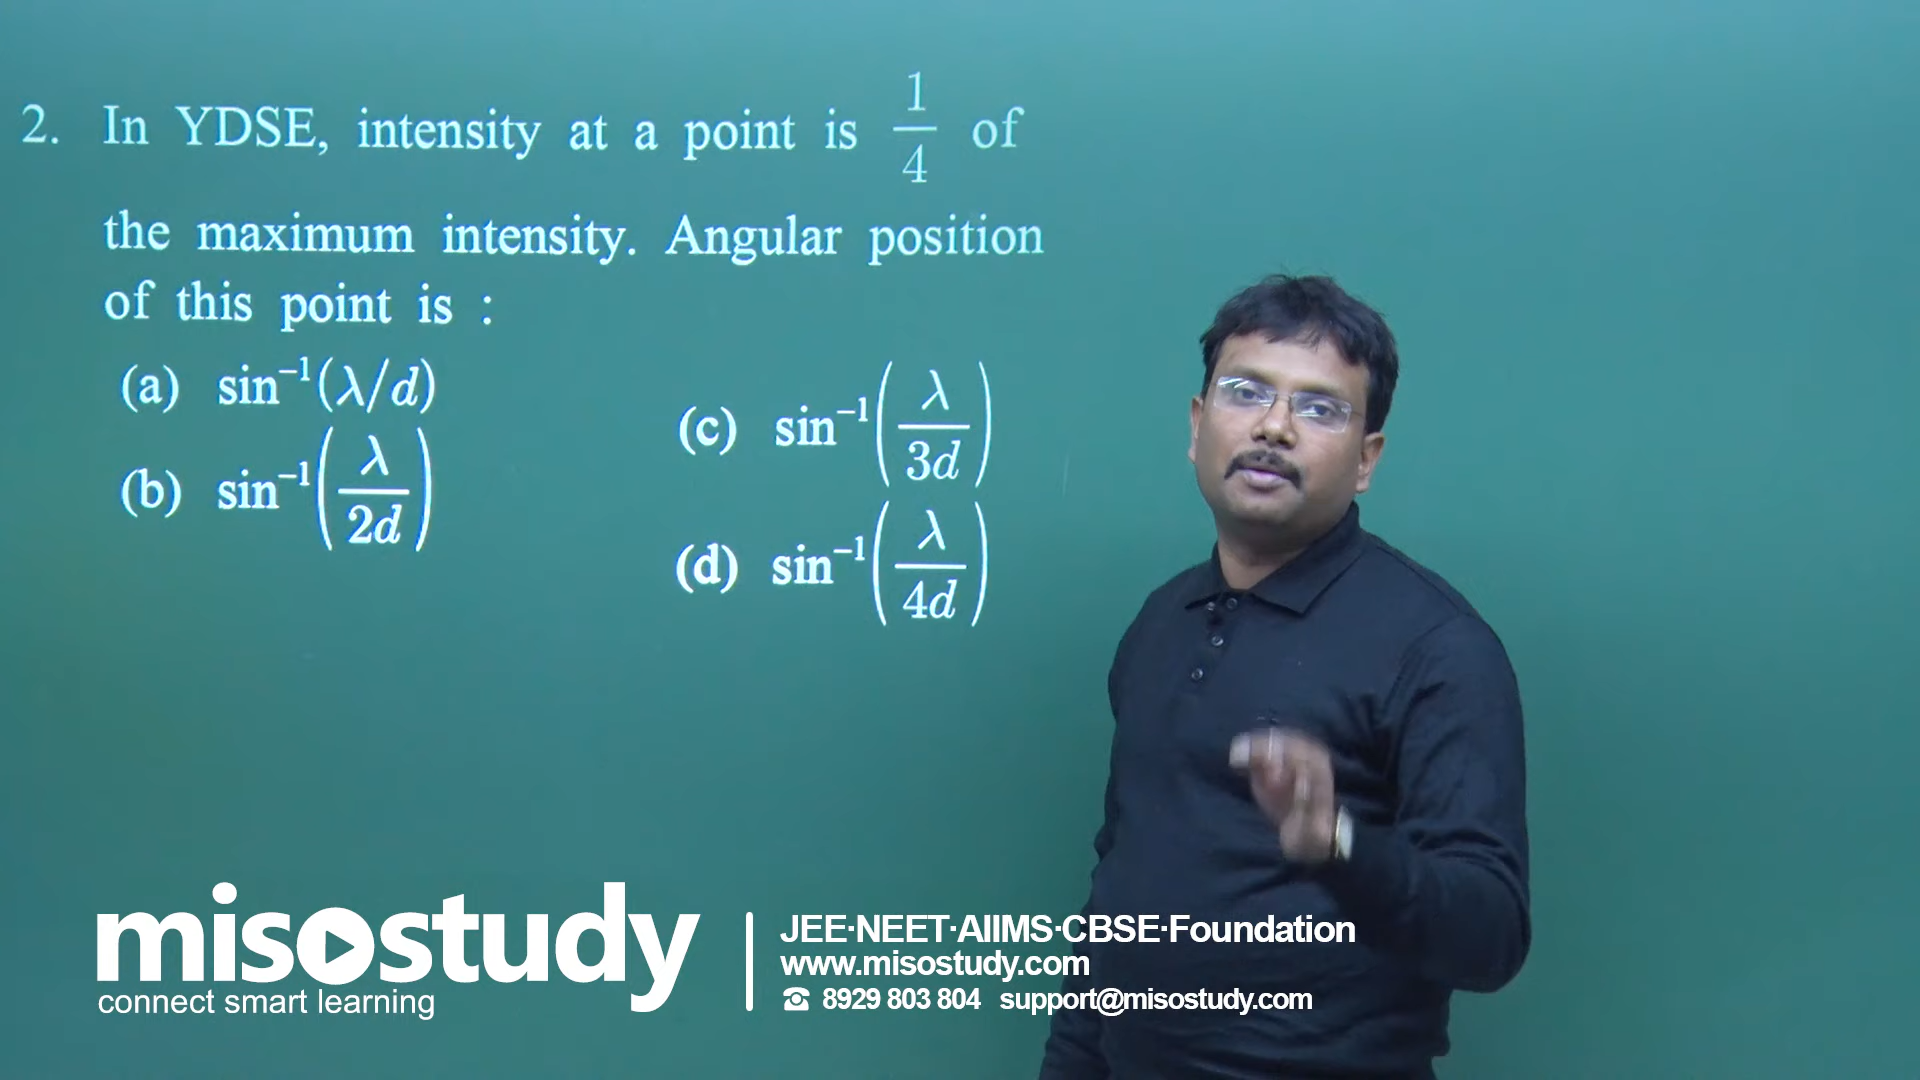 2. In YDSE, intensity at a point is 1/4 of
the maximum intensity. Angular position
of this point is :
(a) sin⁻¹(λ/d)
(b) sin⁻¹(λ/2d)
(c) sin⁻¹(λ/3d)
(d) sin⁻¹(λ/4d)
misostudy
connect smart learning
JEE·NEET·AIIMS·CBSE·Foundation
www.misostudy.com
☎ 8929 803 804 support@misostudy.com